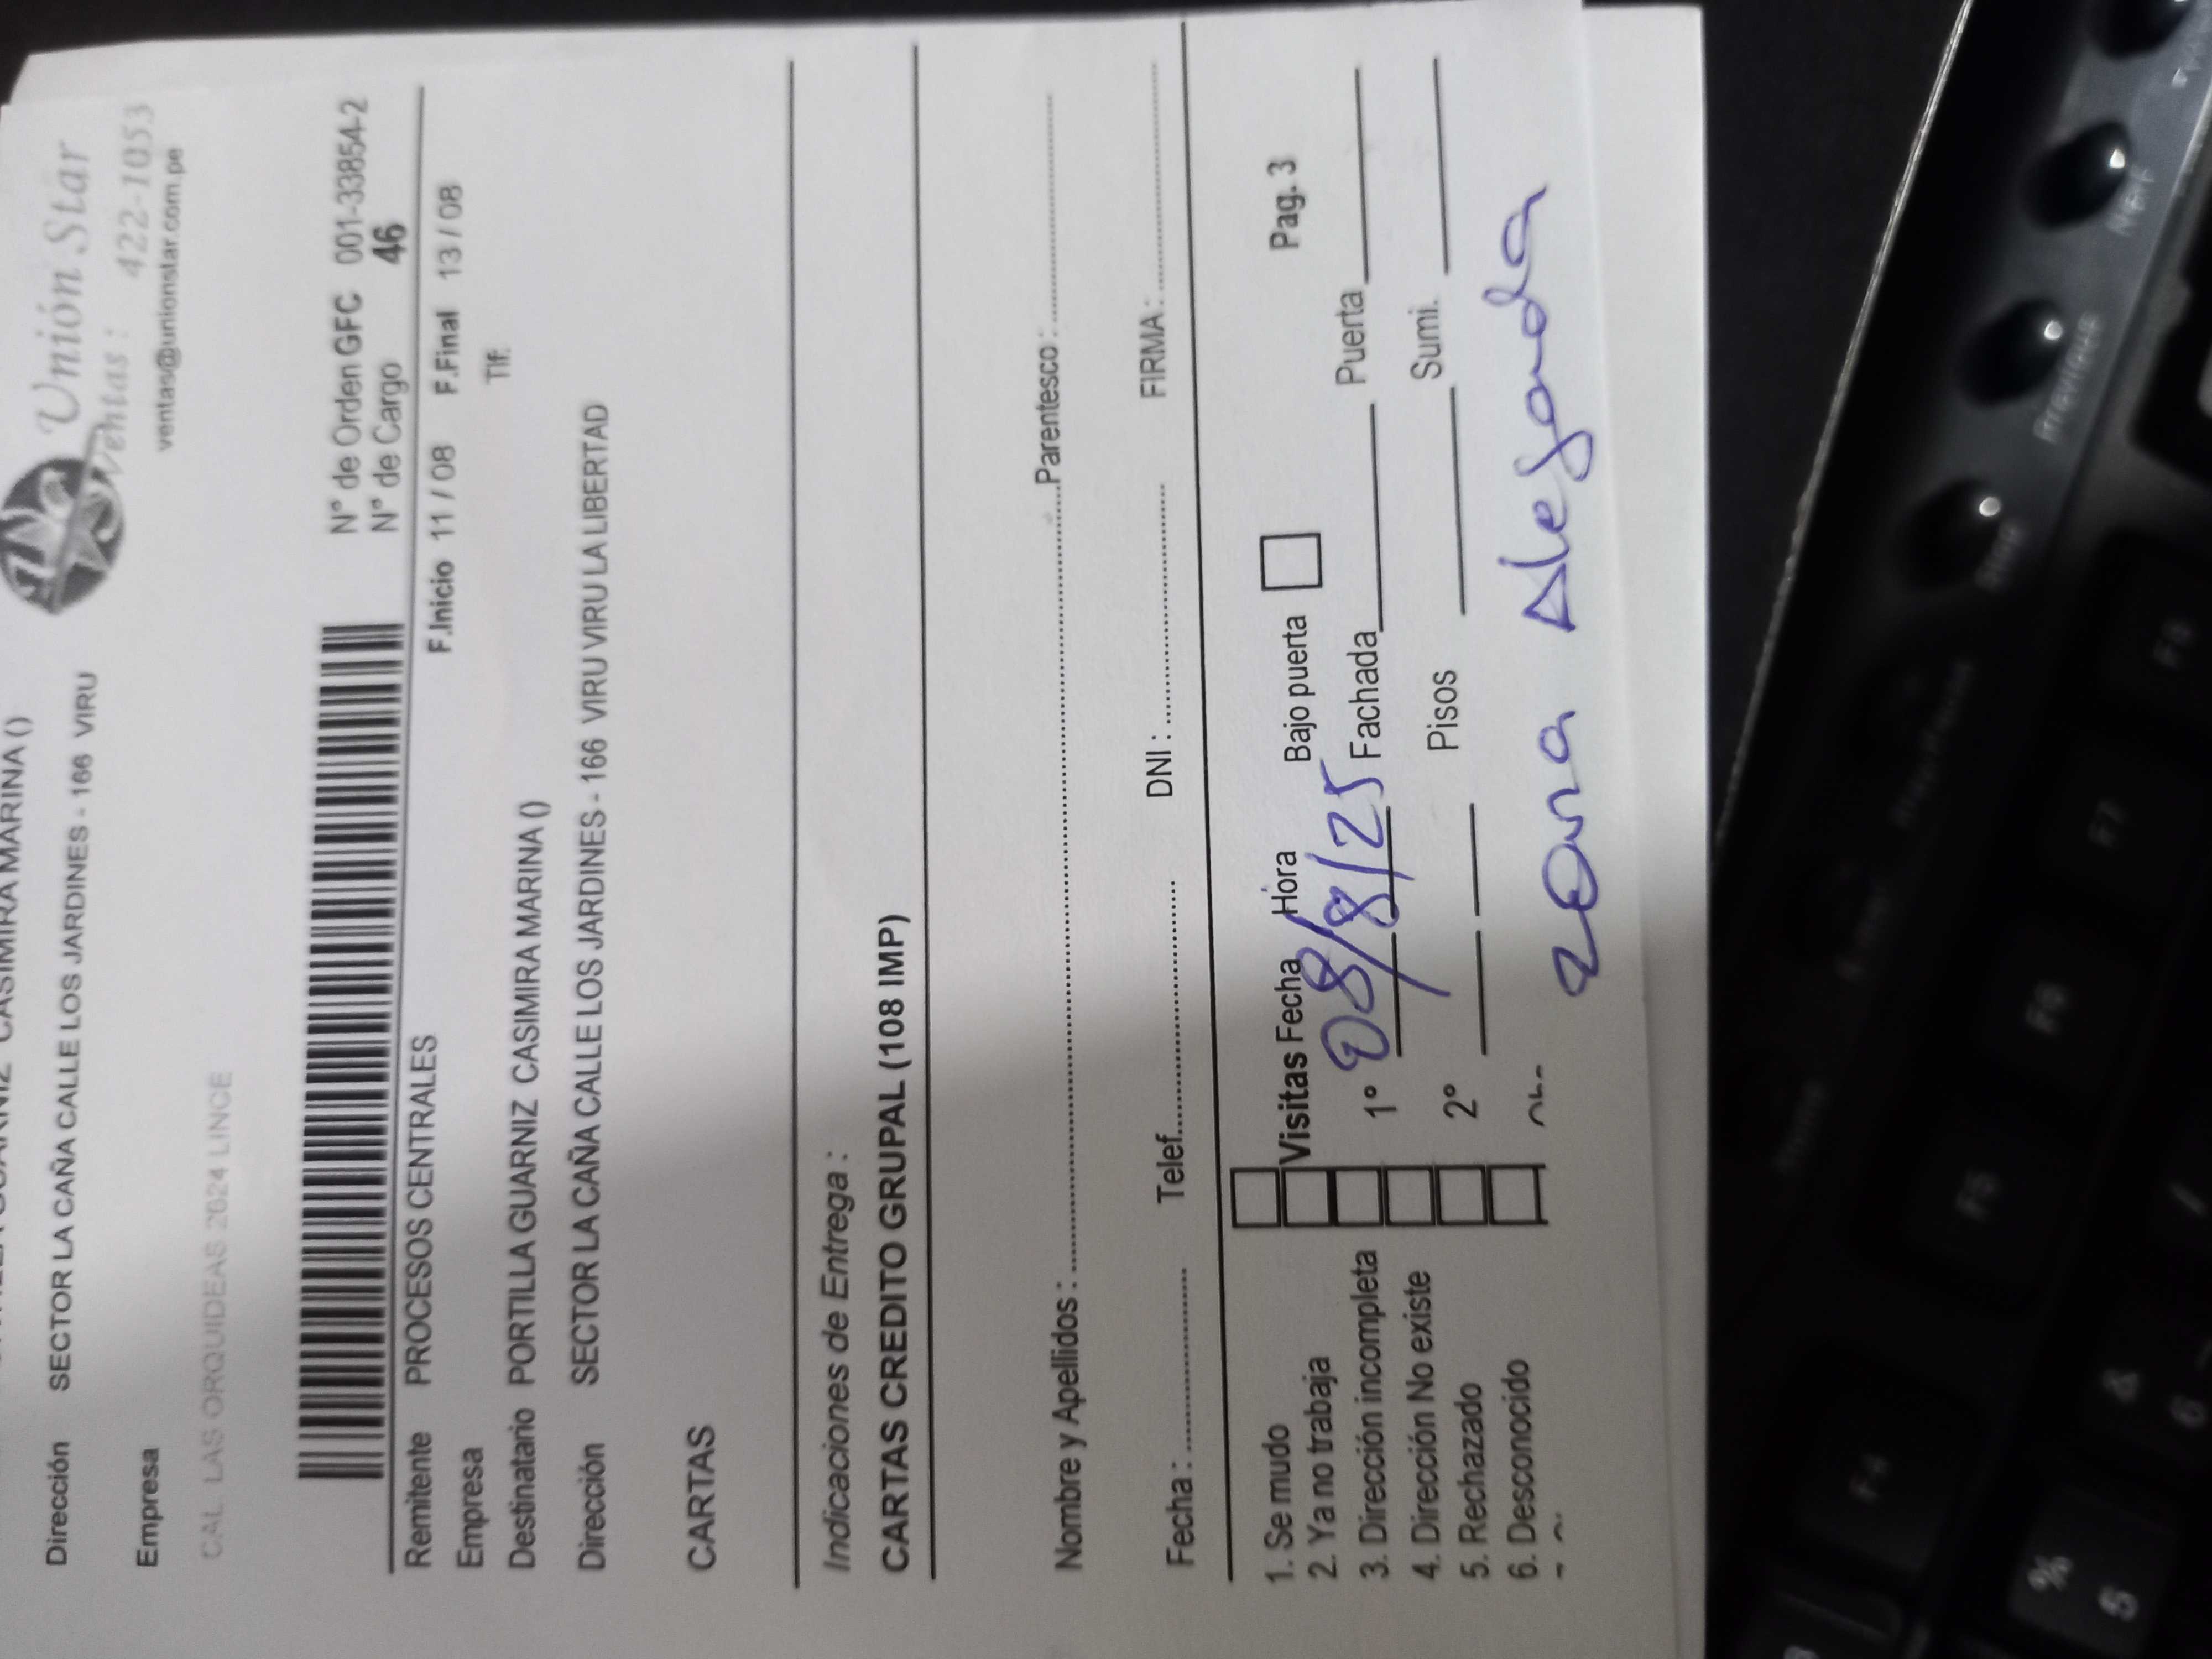 CASIMIRA MARINA ()
Dirección SECTOR LA CAÑA CALLE LOS JARDINES - 166 VIRU
Empresa
CAL LAS ORQUIDEAS 2624 LINCE
Unión Star
Ventas : 422-1053
ventas@unionstar.com.pe
N° de Orden GFC 001-33854-2
N° de Cargo 46
Remitente PROCESOS CENTRALES F.Inicio 11 / 08 F.Final 13 / 08
Empresa Tlf.
Destinatario PORTILLA GUARNIZ CASIMIRA MARINA ()
Dirección SECTOR LA CAÑA CALLE LOS JARDINES - 166 VIRU VIRU LA LIBERTAD
CARTAS
Indicaciones de Entrega :
CARTAS CREDITO GRUPAL (108 IMP)
Nombre y Apellidos : Parentesco :
Fecha : Telef. DNI : FIRMA :
1. Se mudo Visitas Fecha Hora Bajo puerta Pag. 3
2. Ya no trabaja
3. Dirección incompleta 1° 08/8/25 Fachada Puerta
4. Dirección No existe
5. Rechazado 2° Pisos Sumi.
6. Desconocido
zona Alejada